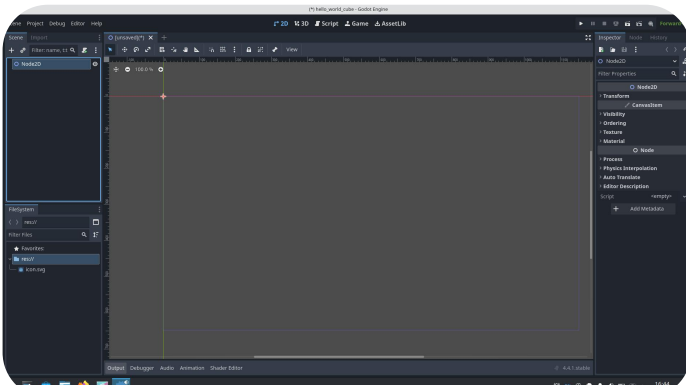 (*) hello_world_cube - Godot Engine
Scene Project Debug Editor Help
2D 3D Script Game AssetLib
Forward
Scene Import
Filter: name, t:t
Node2D
FileSystem
res://
Filter Files
Favorites:
res://
icon.svg
[unsaved](*)
View
100.0 %
Output Debugger Audio Animation Shader Editor
4.4.1.stable
Inspector Node History
Node2D
Filter Properties
Node2D
Transform
CanvasItem
Visibility
Ordering
Texture
Material
Node
Process
Physics Interpolation
Auto Translate
Editor Description
Script <empty>
Add Metadata
16:44